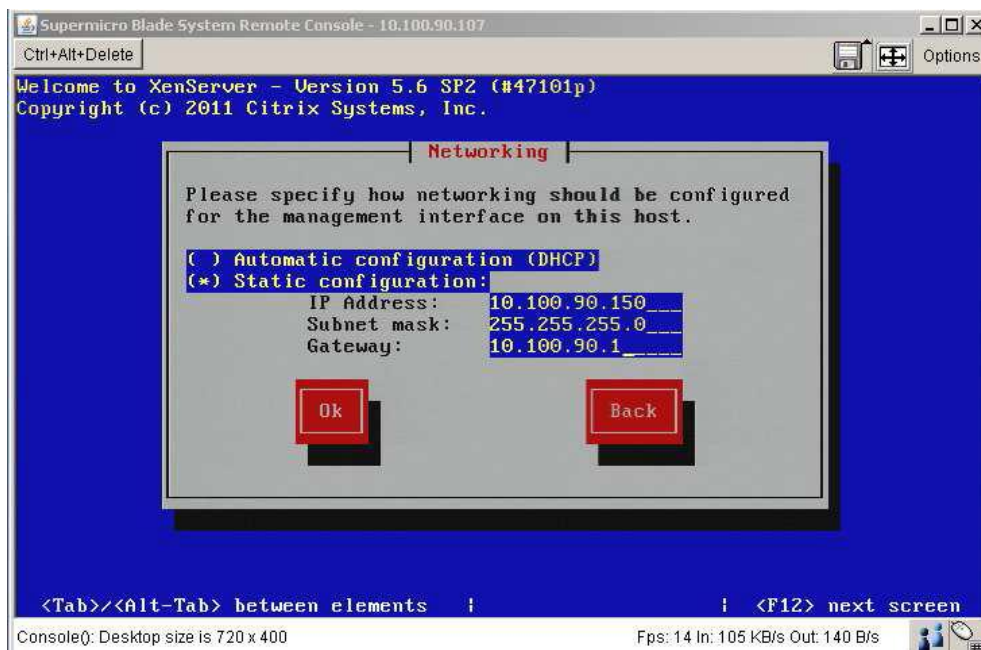 Supermicro Blade System Remote Console - 10.100.90.107
Ctrl+Alt+Delete
Options
Welcome to XenServer - Version 5.6 SP2 (#47101p)
Copyright (c) 2011 Citrix Systems, Inc.
Networking
Please specify how networking should be configured
for the management interface on this host.
( ) Automatic configuration (DHCP)
(*) Static configuration:
IP Address: 10.100.90.150___
Subnet mask: 255.255.255.0___
Gateway: 10.100.90.1_____
Ok Back
<Tab>/<Alt-Tab> between elements | | <F12> next screen
Console(): Desktop size is 720 x 400 Fps: 14 In: 105 KB/s Out: 140 B/s